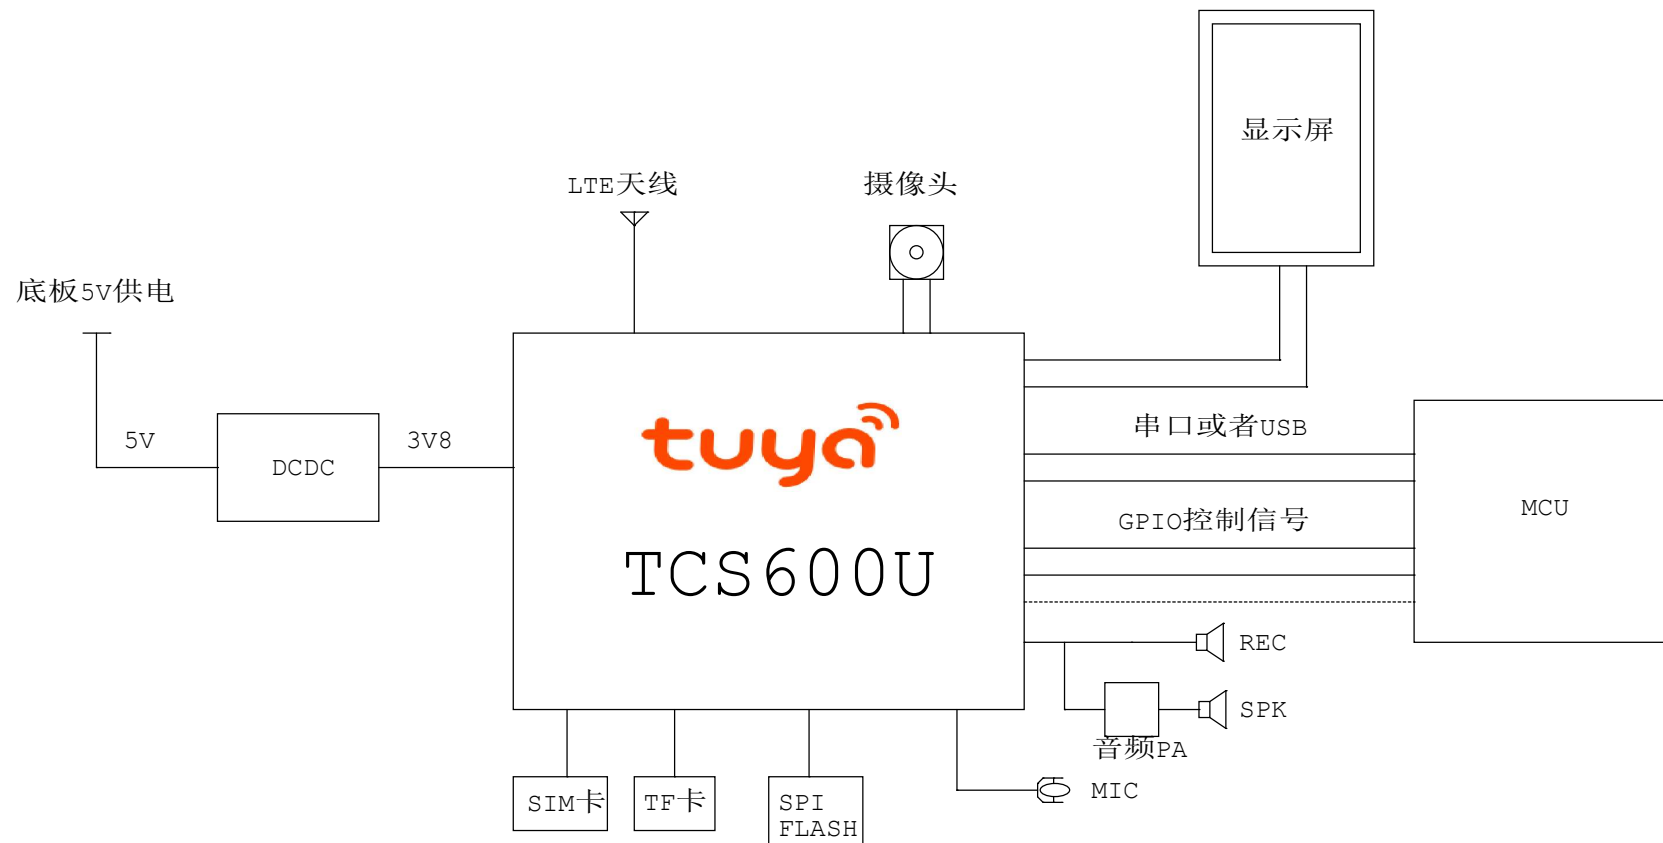 显示屏
LTE天线
摄像头
底板5V供电
5V
DCDC
3V8
tuya
TCS600U
串口或者USB
GPIO控制信号
MCU
REC
SPK
音频PA
MIC
SIM卡
TF卡
SPI
FLASH